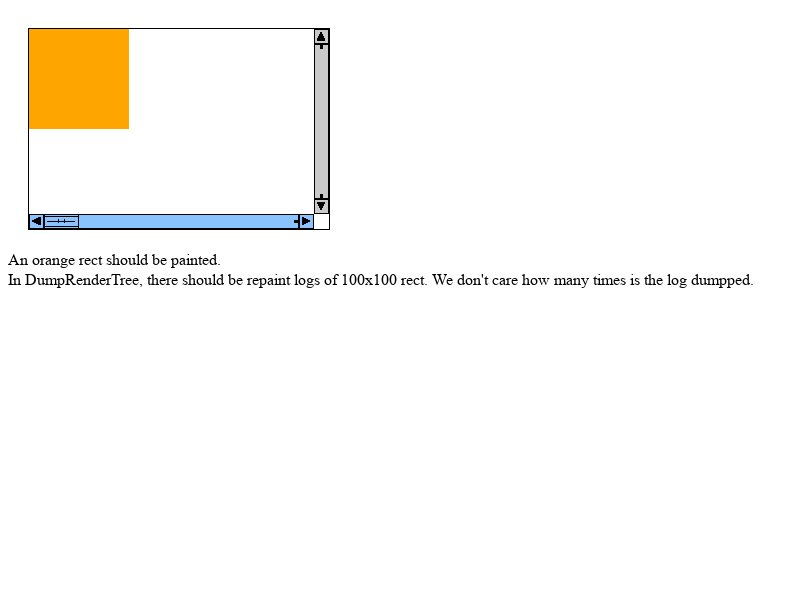 An orange rect should be painted.
In DumpRenderTree, there should be repaint logs of 100x100 rect. We don't care how many times is the log dumpped.